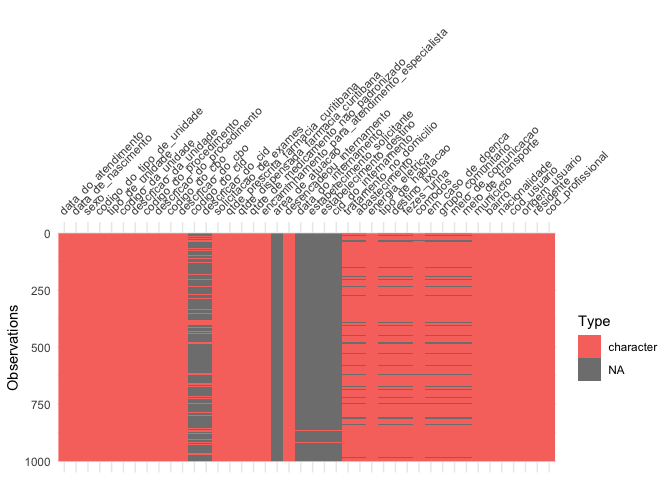 data_do_atendimento
data_de_nascimento
sexo
codigo_do_tipo_de_unidade
tipo_de_unidade
codigo_da_unidade
descricao_da_unidade
codigo_do_procedimento
descricao_do_procedimento
codigo_do_cbo
descricao_do_cbo
codigo_do_cid
descricao_do_cid
solicitacao_de_exames
qtde_prescrita_farmacia_curitibana
qtde_dispensada_farmacia_curitibana
qtde_de_medicamento_nao_padronizado
encaminhamento_para_atendimento_especialista
area_de_atuacao
desencadeou_internamento
data_do_internamento
estabelecimento_solicitante
estabelecimento_destino
tratamento_no_domicilio
abastecimento
energia_eletrica
tipo_de_habitacao
destino_lixo
fezes_urina
comodos
em_caso_de_doenca
grupo_comunitario
meio_de_comunicacao
meio_de_transporte
municipio
bairro
nacionalidade
cod_usuario
origem_usuario
residente
cod_profissional
Observations
0
250
500
750
1000
Type
character
NA